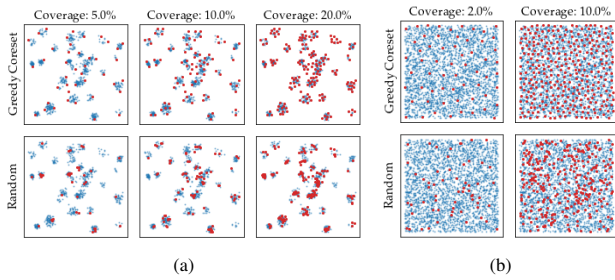 Coverage: 5.0% Coverage: 10.0% Coverage: 20.0% Coverage: 2.0% Coverage: 10.0%
Greedy Coreset Greedy Coreset
Random Random
(a) (b)